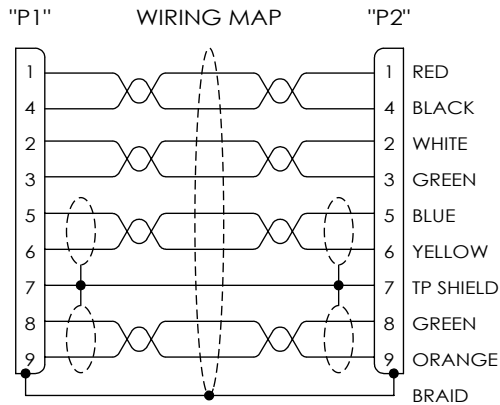 "P1" WIRING MAP "P2"
1 1 RED
4 4 BLACK
2 2 WHITE
3 3 GREEN
5 5 BLUE
6 6 YELLOW
7 7 TP SHIELD
8 8 GREEN
9 9 ORANGE
BRAID